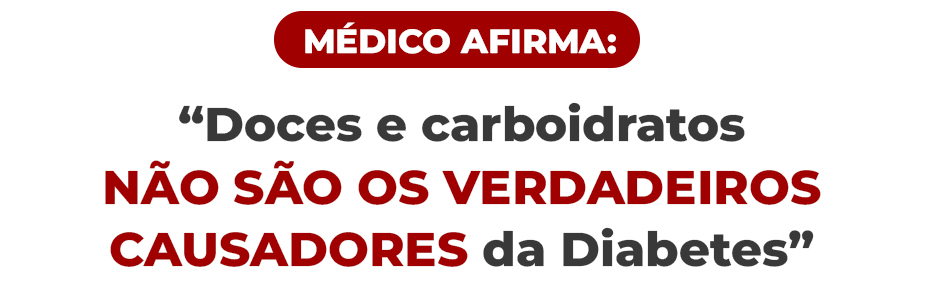 MÉDICO AFIRMA:
“Doces e carboidratos
NÃO SÃO OS VERDADEIROS
CAUSADORES da Diabetes”